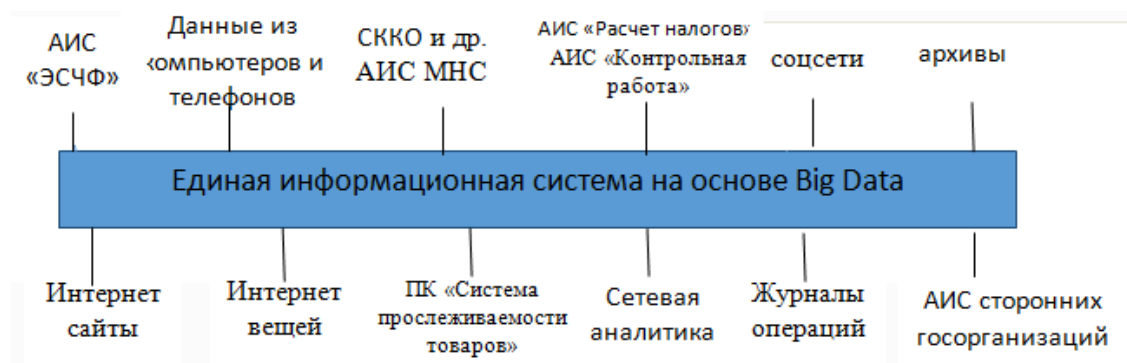 АИС
«ЭСЧФ»
Данные из
компьютеров и
телефонов
СККО и др.
АИС МНС
АИС «Расчет налогов»
АИС «Контрольная
работа»
соцсети
архивы
Единая информационная система на основе Big Data
Интернет
сайты
Интернет
вещей
ПК «Система
прослеживаемости
товаров»
Сетевая
аналитика
Журналы
операций
АИС сторонних
госорганизаций